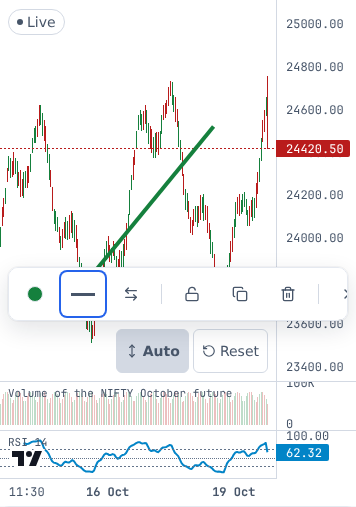 Live
25000.00
24800.00
24600.00
24420.50
24200.00
24000.00
23600.00
Auto
Reset
23400.00
Volume of the NIFTY October future
100K
0
RSI 14
100.00
62.32
11:30
16 Oct
19 Oct